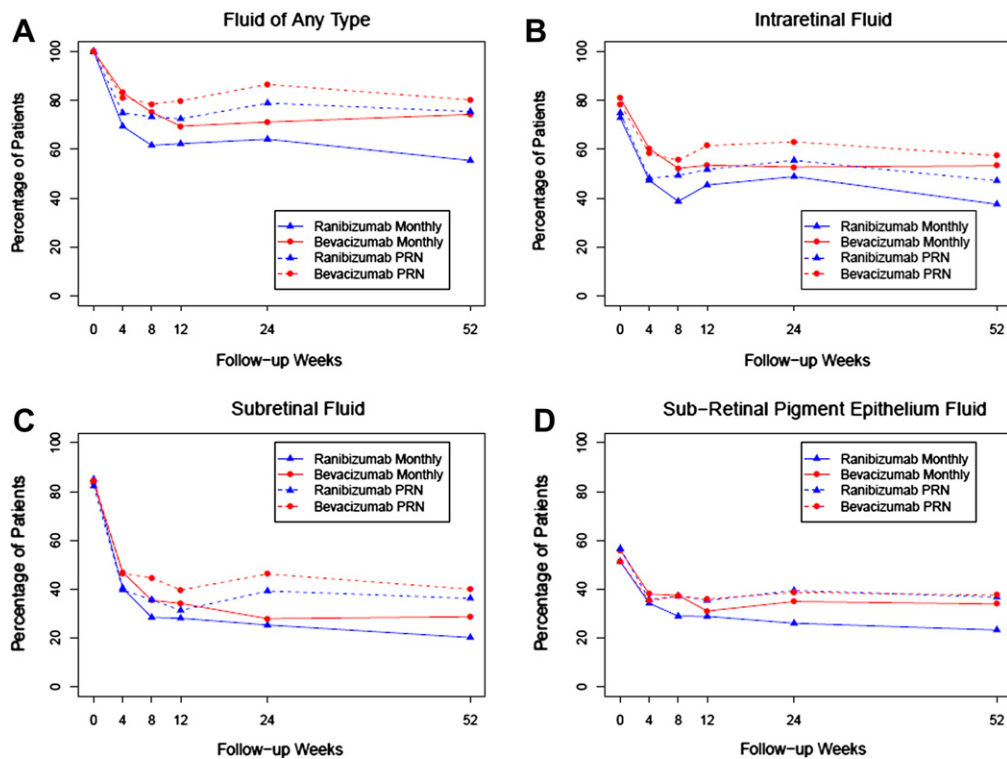 A
Fluid of Any Type
Percentage of Patients
100
80
60
40
20
0
Ranibizumab Monthly
Bevacizumab Monthly
Ranibizumab PRN
Bevacizumab PRN
0 4 8 12 24 52
Follow-up Weeks
B
Intraretinal Fluid
Percentage of Patients
100
80
60
40
20
0
Ranibizumab Monthly
Bevacizumab Monthly
Ranibizumab PRN
Bevacizumab PRN
0 4 8 12 24 52
Follow-up Weeks
C
Subretinal Fluid
Percentage of Patients
100
80
60
40
20
0
Ranibizumab Monthly
Bevacizumab Monthly
Ranibizumab PRN
Bevacizumab PRN
0 4 8 12 24 52
Follow-up Weeks
D
Sub-Retinal Pigment Epithelium Fluid
Percentage of Patients
100
80
60
40
20
0
Ranibizumab Monthly
Bevacizumab Monthly
Ranibizumab PRN
Bevacizumab PRN
0 4 8 12 24 52
Follow-up Weeks